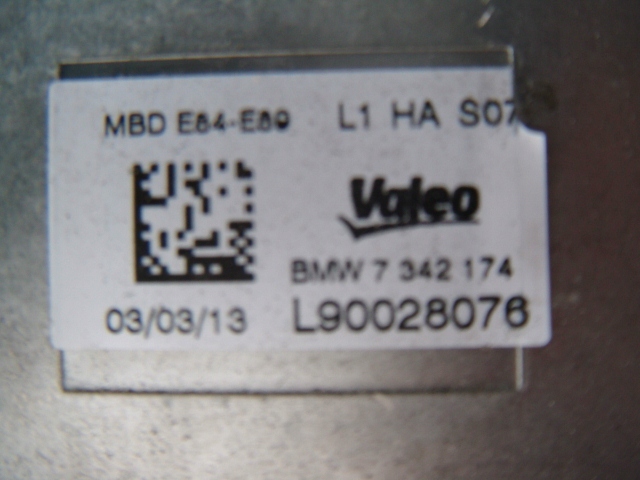 MBD E84-E89 L1 HA S07
Valeo
BMW 7 342 174
03/03/13 L90028076